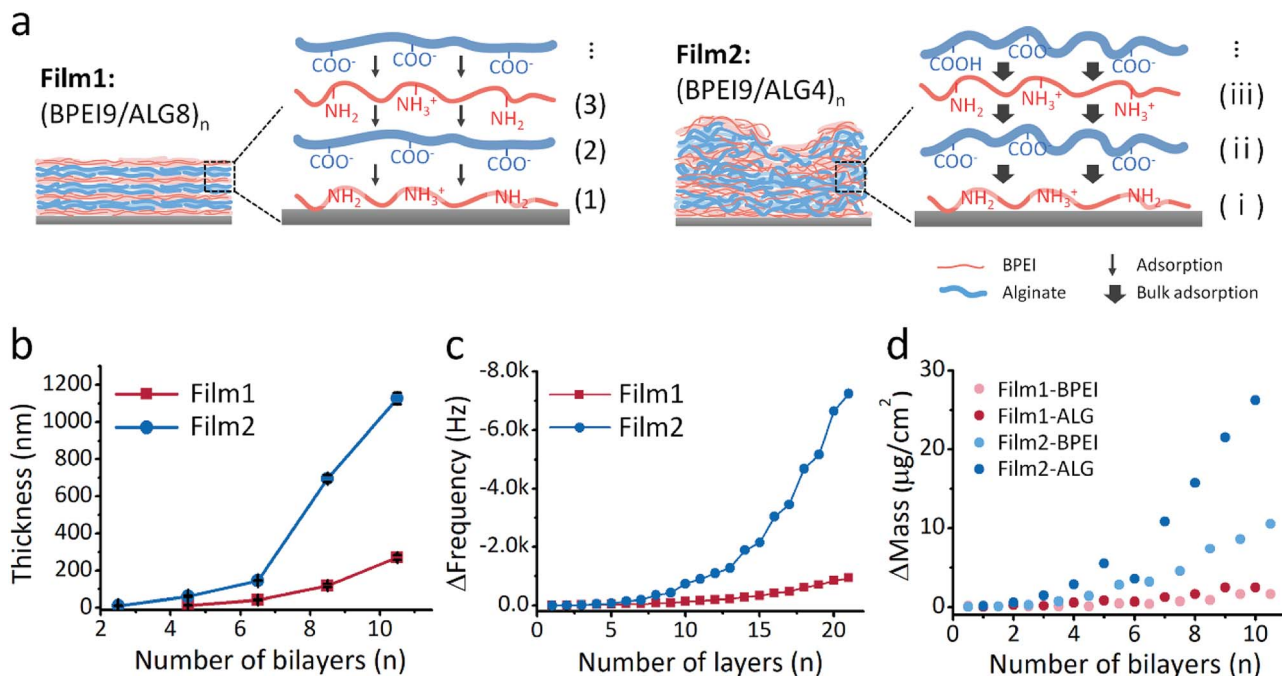 a
Film1:
(BPEI9/ALG8)n
COO⁻ COO⁻ COO⁻
⋮
NH2 NH3⁺ NH2
(3)
COO⁻ COO⁻ COO⁻
(2)
NH2 NH3⁺ NH2
(1)
Film2:
(BPEI9/ALG4)n
COOH COO⁻ COO⁻
⋮
NH2 NH3⁺ NH3⁺
(iii)
COO⁻ COO⁻ COO⁻
(ii)
NH2 NH3⁺ NH2
(i)
BPEI
Adsorption
Alginate
Bulk adsorption
b
Film1
Film2
Thickness (nm)
1200
1000
800
600
400
200
0
2 4 6 8 10
Number of bilayers (n)
c
Film1
Film2
ΔFrequency (Hz)
-8.0k
-6.0k
-4.0k
-2.0k
0.0
0 5 10 15 20
Number of layers (n)
d
Film1-BPEI
Film1-ALG
Film2-BPEI
Film2-ALG
ΔMass (μg/cm²)
30
20
10
0
0 2 4 6 8 10
Number of bilayers (n)